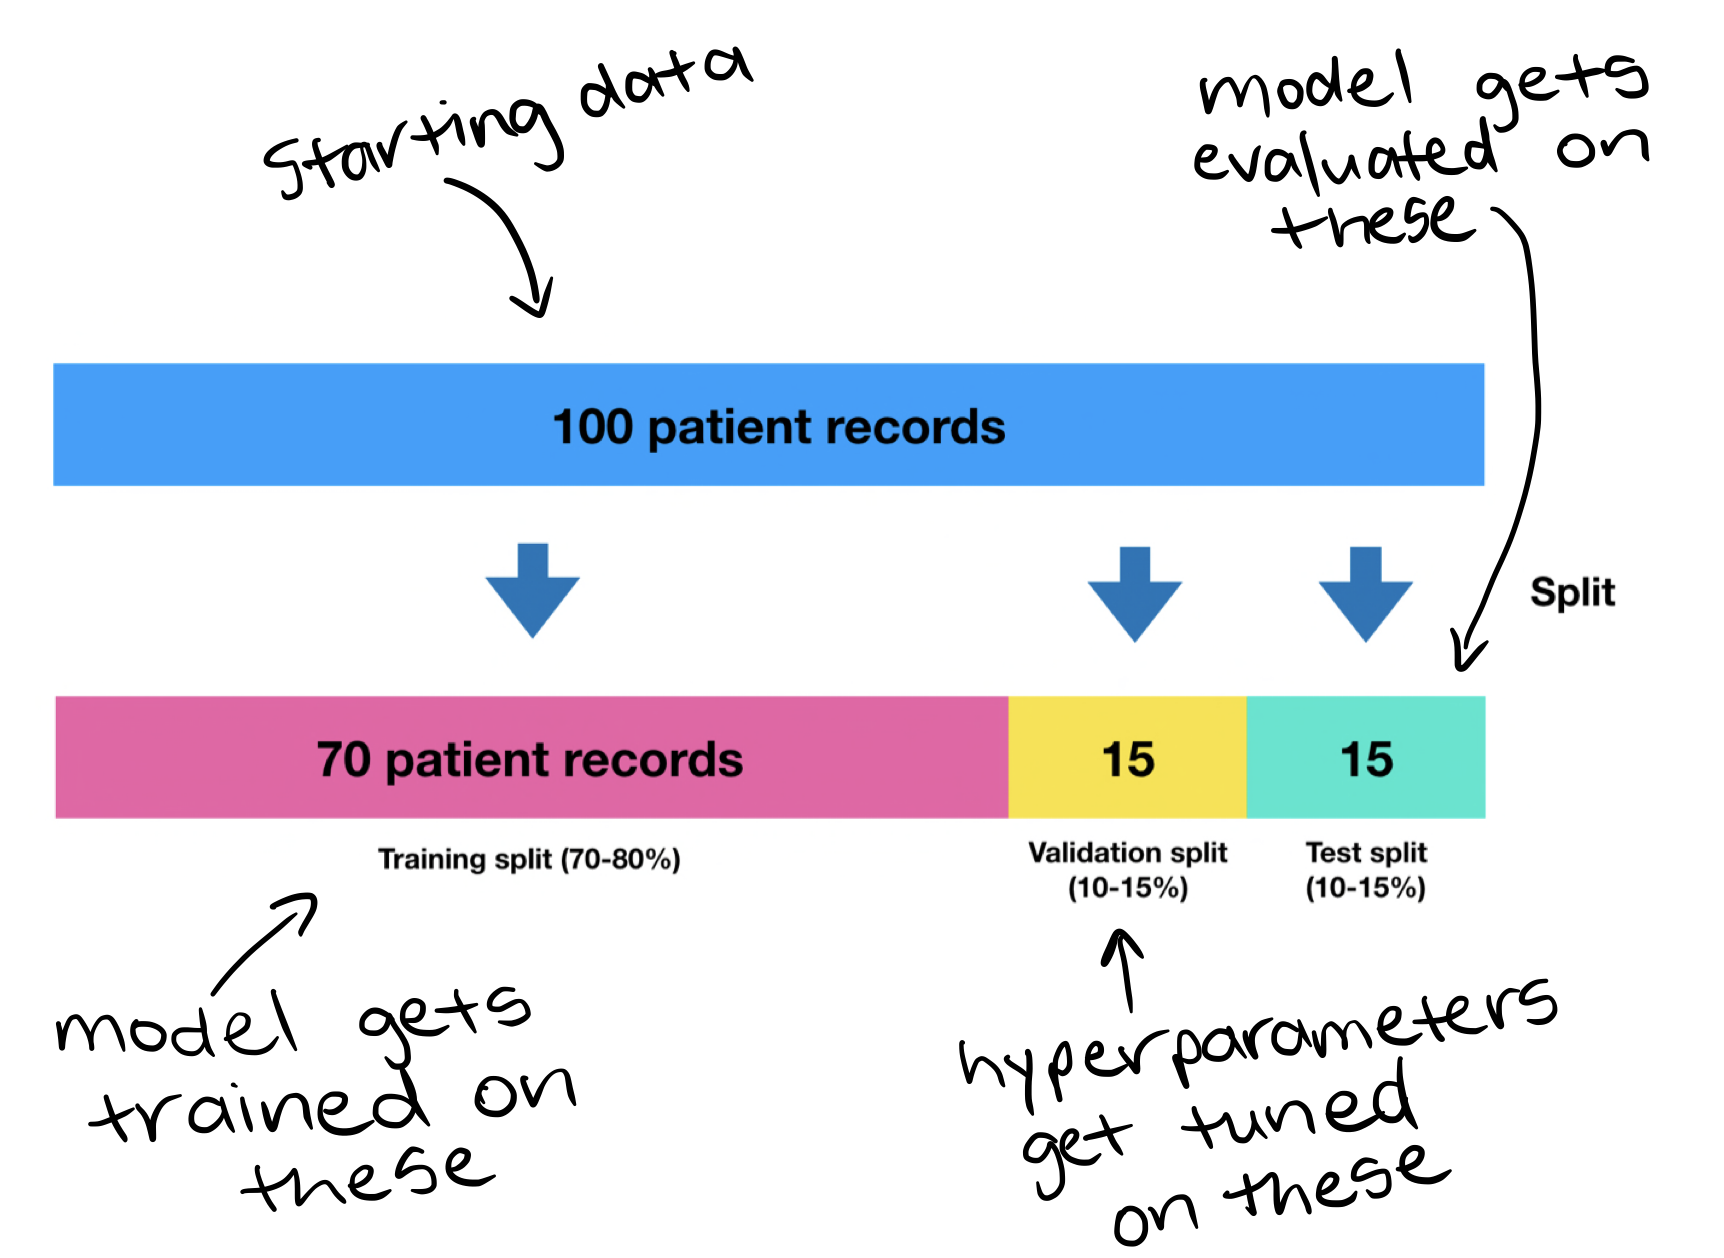 starting data
model gets
evaluated on
these
100 patient records
Split
70 patient records
15
15
Training split (70-80%)
Validation split
(10-15%)
Test split
(10-15%)
model gets
trained on
these
hyperparameters
get tuned
on these